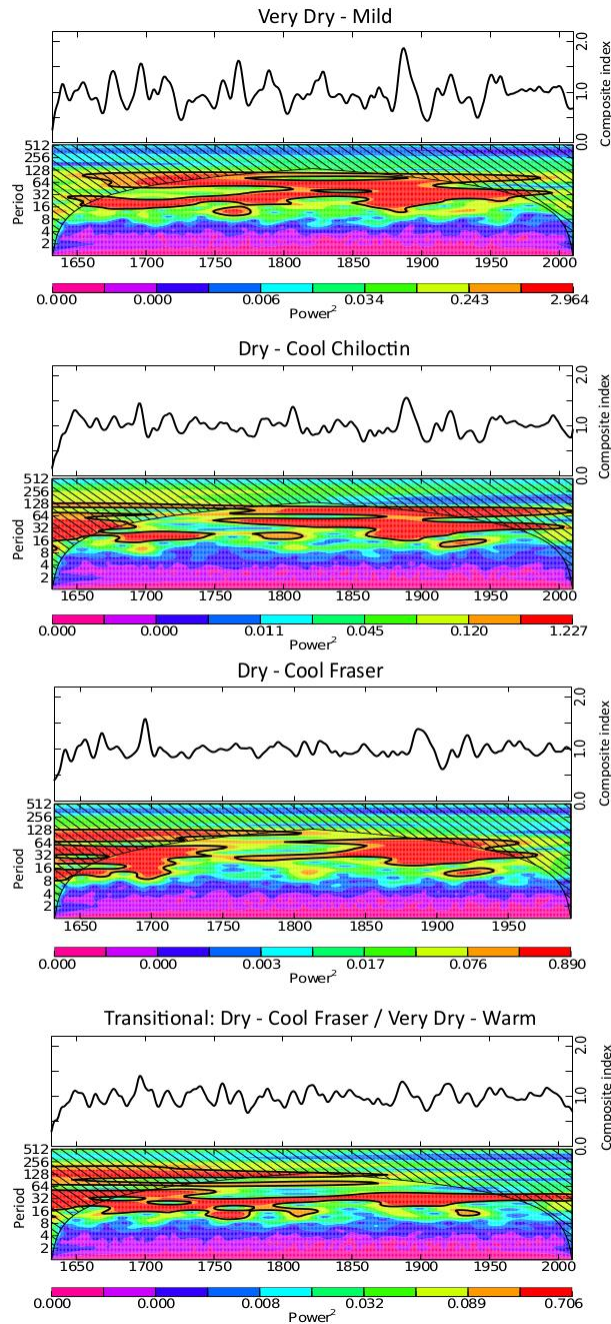 Very Dry - Mild
2.0
1.0
0.0
Composite index
512
256
128
64
32
16
8
4
2
Period
1650 1700 1750 1800 1850 1900 1950 2000
0.000 0.000 0.006 0.034 0.243 2.964
Power2
Dry - Cool Chiloctin
2.0
1.0
0.0
Composite index
512
256
128
64
32
16
8
4
2
Period
1650 1700 1750 1800 1850 1900 1950 2000
0.000 0.000 0.011 0.045 0.120 1.227
Power2
Dry - Cool Fraser
2.0
1.0
0.0
Composite index
512
256
128
64
32
16
8
4
2
Period
1650 1700 1750 1800 1850 1900 1950
0.000 0.000 0.003 0.017 0.076 0.890
Power2
Transitional: Dry - Cool Fraser / Very Dry - Warm
2.0
1.0
0.0
Composite index
512
256
128
64
32
16
8
4
2
Period
1650 1700 1750 1800 1850 1900 1950 2000
0.000 0.000 0.008 0.032 0.089 0.706
Power2